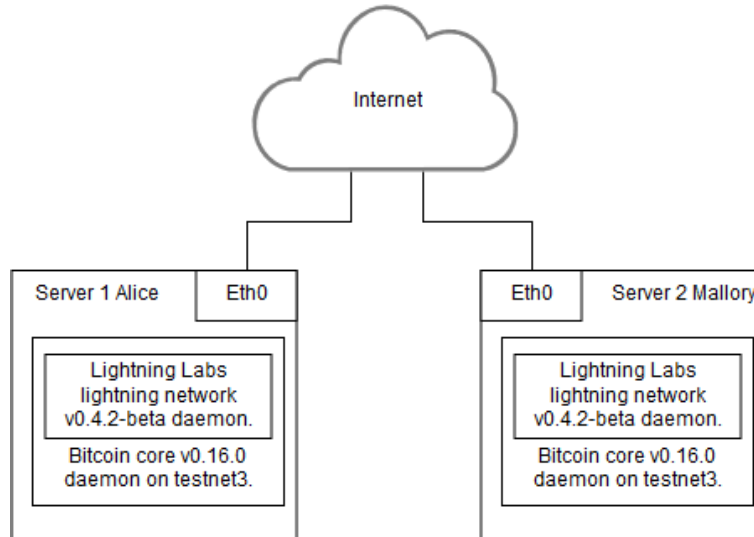 Internet
Server 1 Alice
Eth0
Eth0
Server 2 Mallory
Lightning Labs
lightning network
v0.4.2-beta daemon.
Bitcoin core v0.16.0
daemon on testnet3.
Lightning Labs
lightning network
v0.4.2-beta daemon.
Bitcoin core v0.16.0
daemon on testnet3.